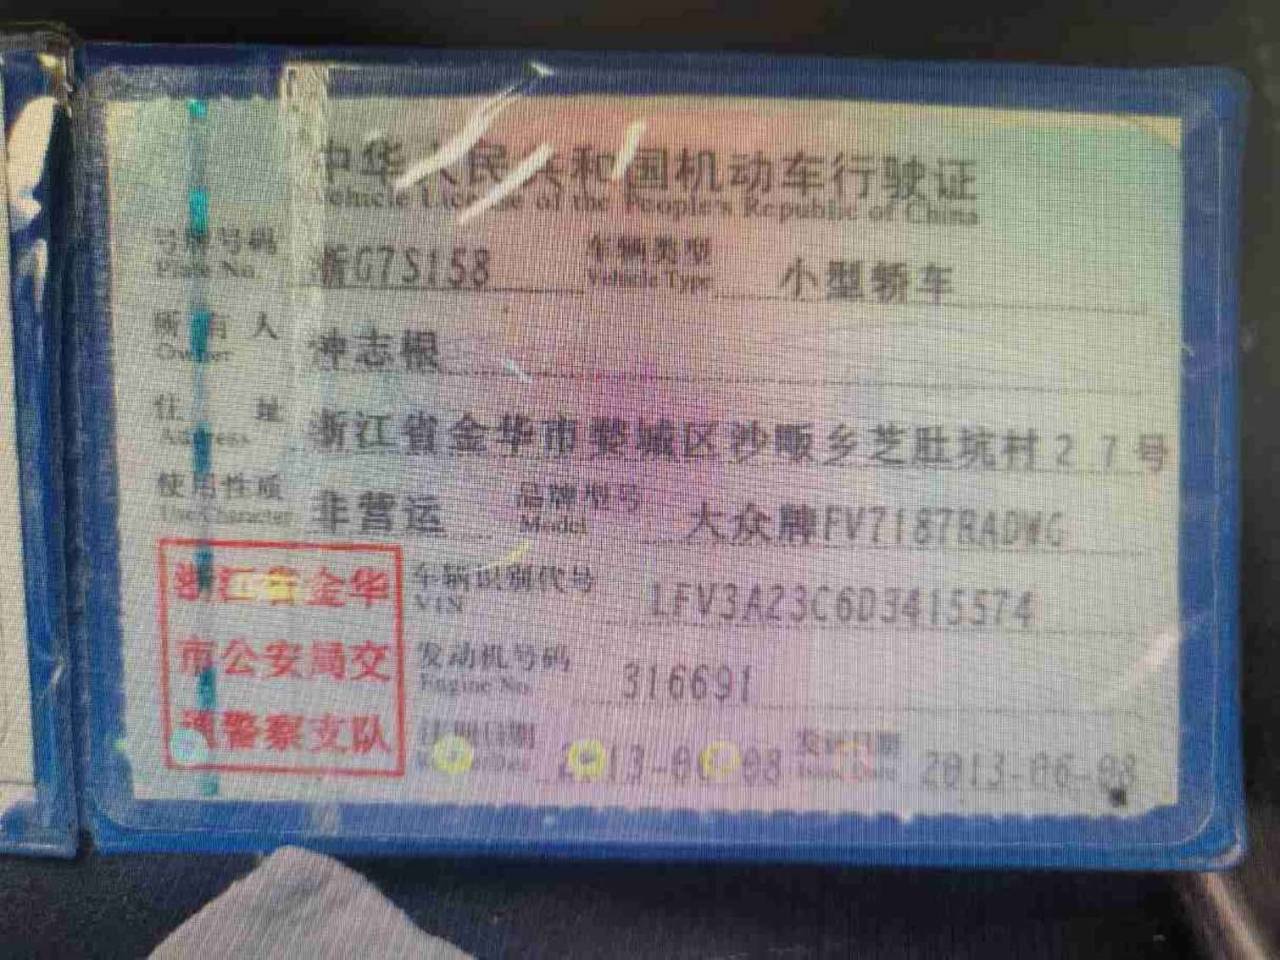 中华人民共和国机动车行驶证
Vehicle License of the People's Republic of China
号牌号码 浙G7S158 车辆类型 小型轿车
Plate No. Vehicle Type
所有人 志根
Owner
住址 浙江省金华市婺城区沙畈乡芝肚坑村27号
Address
使用性质 非营运 品牌型号 大众牌FV7187BADWG
Use Character Model
浙江省金华 车辆识别代号 LFV3A23C6D3415574
VIN
市公安局交 发动机号码 316691
Engine No.
通警察支队 注册日期 2013-06-08 发证日期 2013-06-08
Register Date Issue Date